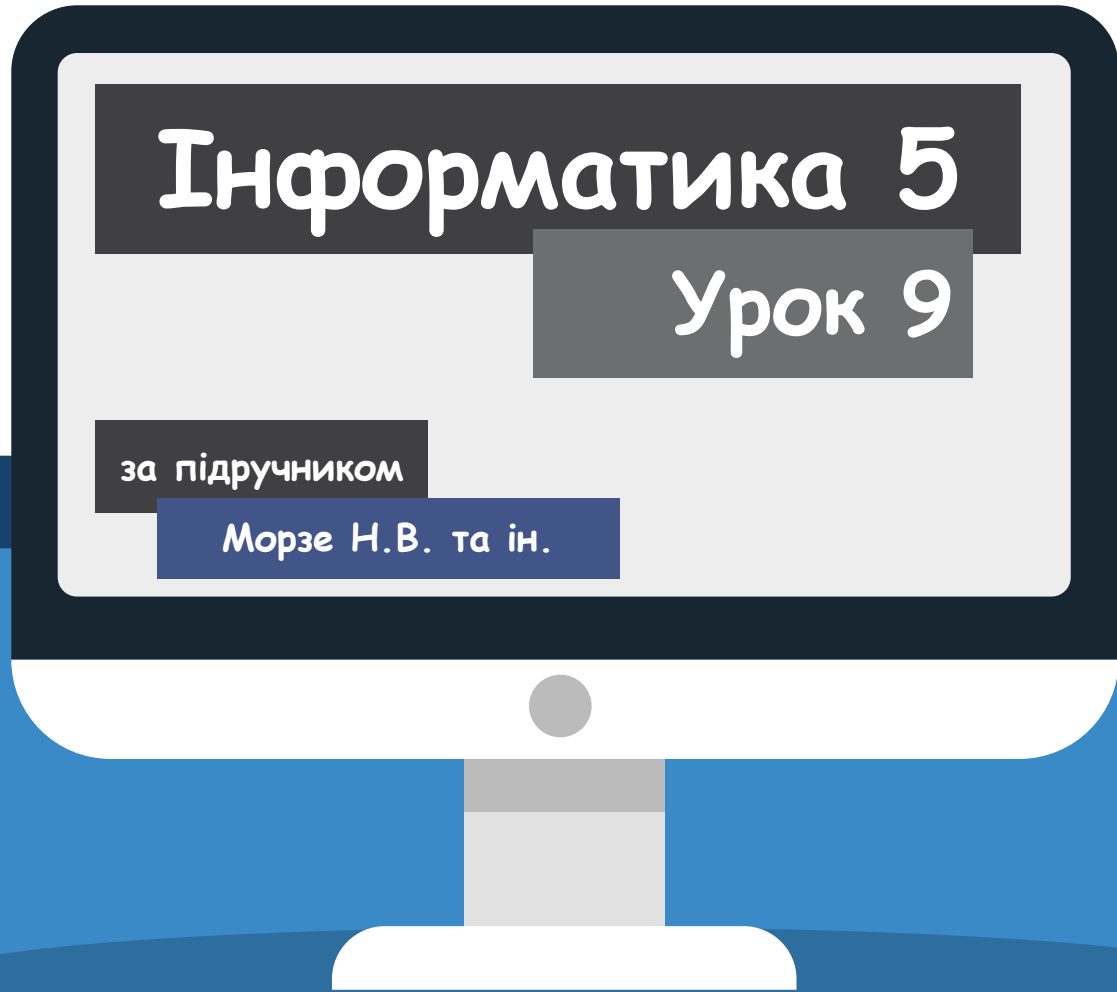 Інформатика 5
Урок 9
за підручником
Морзе Н.В. та ін.